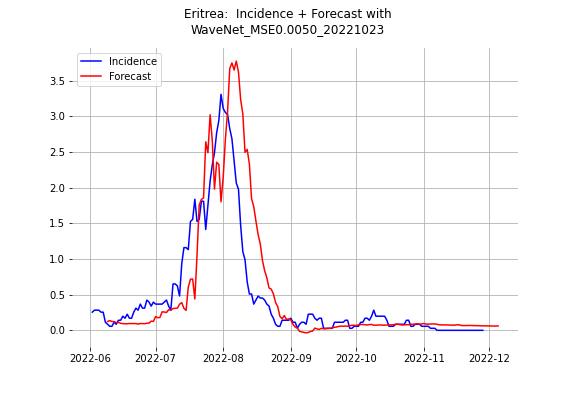 Eritrea:  Incidence + Forecast with
WaveNet_MSE0.0050_20221023
Incidence
Forecast
3.5
3.0
2.5
2.0
1.5
1.0
0.5
0.0
2022-06 2022-07 2022-08 2022-09 2022-10 2022-11 2022-12